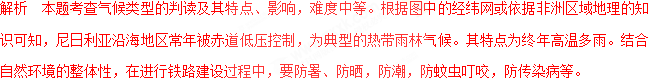 解析　本题考查气候类型的判读及其特点、影响，难度中等。根据图中的经纬网或依据非洲区域地理的知
识可知，尼日利亚沿海地区常年被赤道低压控制，为典型的热带雨林气候。其特点为终年高温多雨。结合
自然环境的整体性，在进行铁路建设过程中，要防暑、防晒，防潮，防蚊虫叮咬，防传染病等。